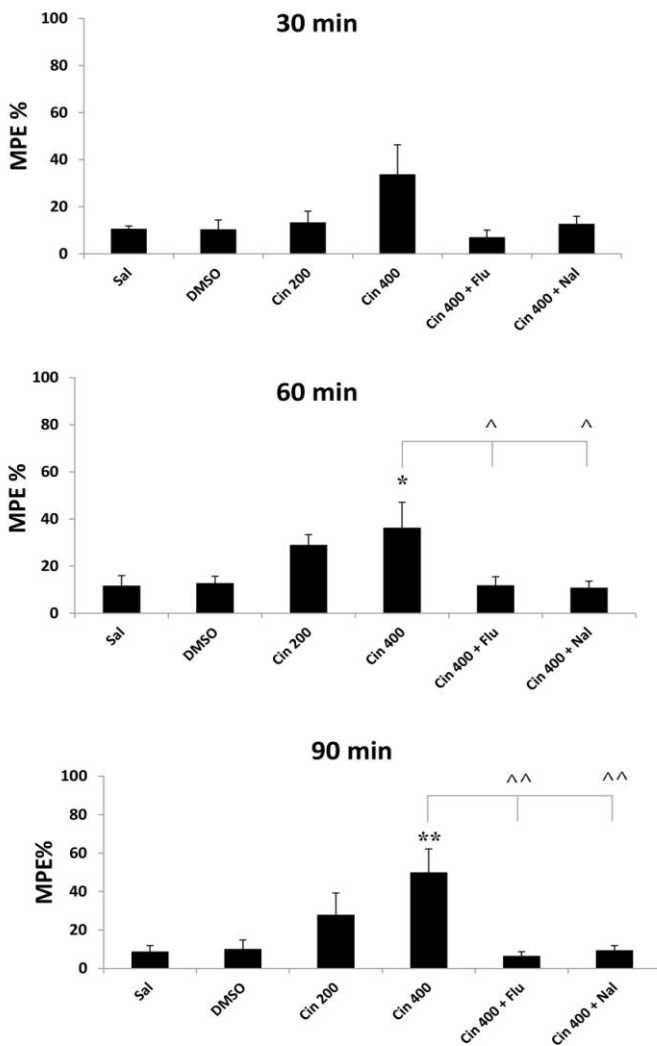 30 min
MPE %
100
80
60
40
20
0
Sal
DMSO
Cin 200
Cin 400
Cin 400 + Flu
Cin 400 + Nal
60 min
MPE %
100
80
60
40
20
0
^ ^
*
Sal
DMSO
Cin 200
Cin 400
Cin 400 + Flu
Cin 400 + Nal
90 min
MPE%
100
80
60
40
20
0
^^ ^^
**
Sal
DMSO
Cin 200
Cin 400
Cin 400 + Flu
Cin 400 + Nal